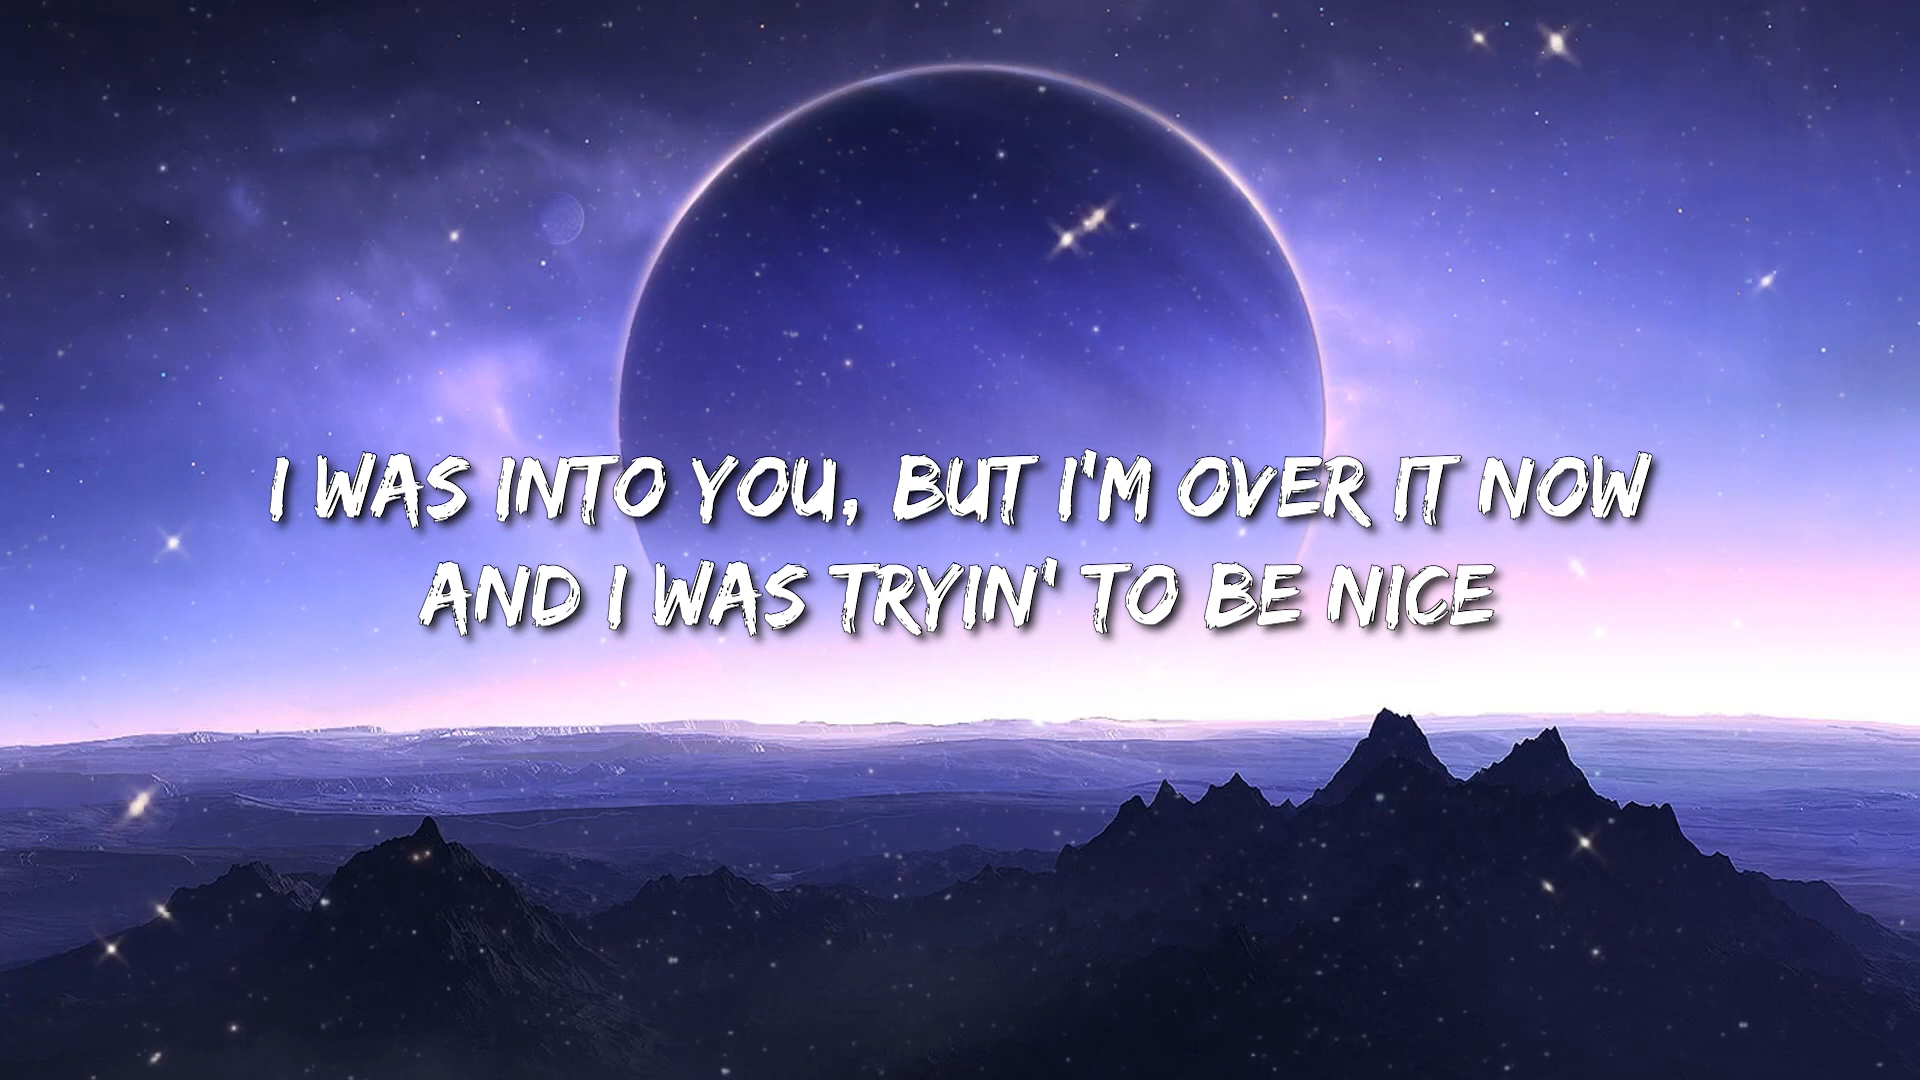 I WAS INTO YOU, BUT I'M OVER IT NOW
AND I WAS TRYIN' TO BE NICE